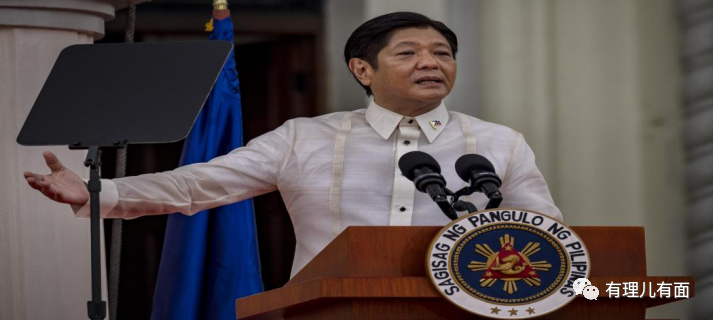 SAGISAG NG PANGULO NG PILIPINAS
有理儿有面